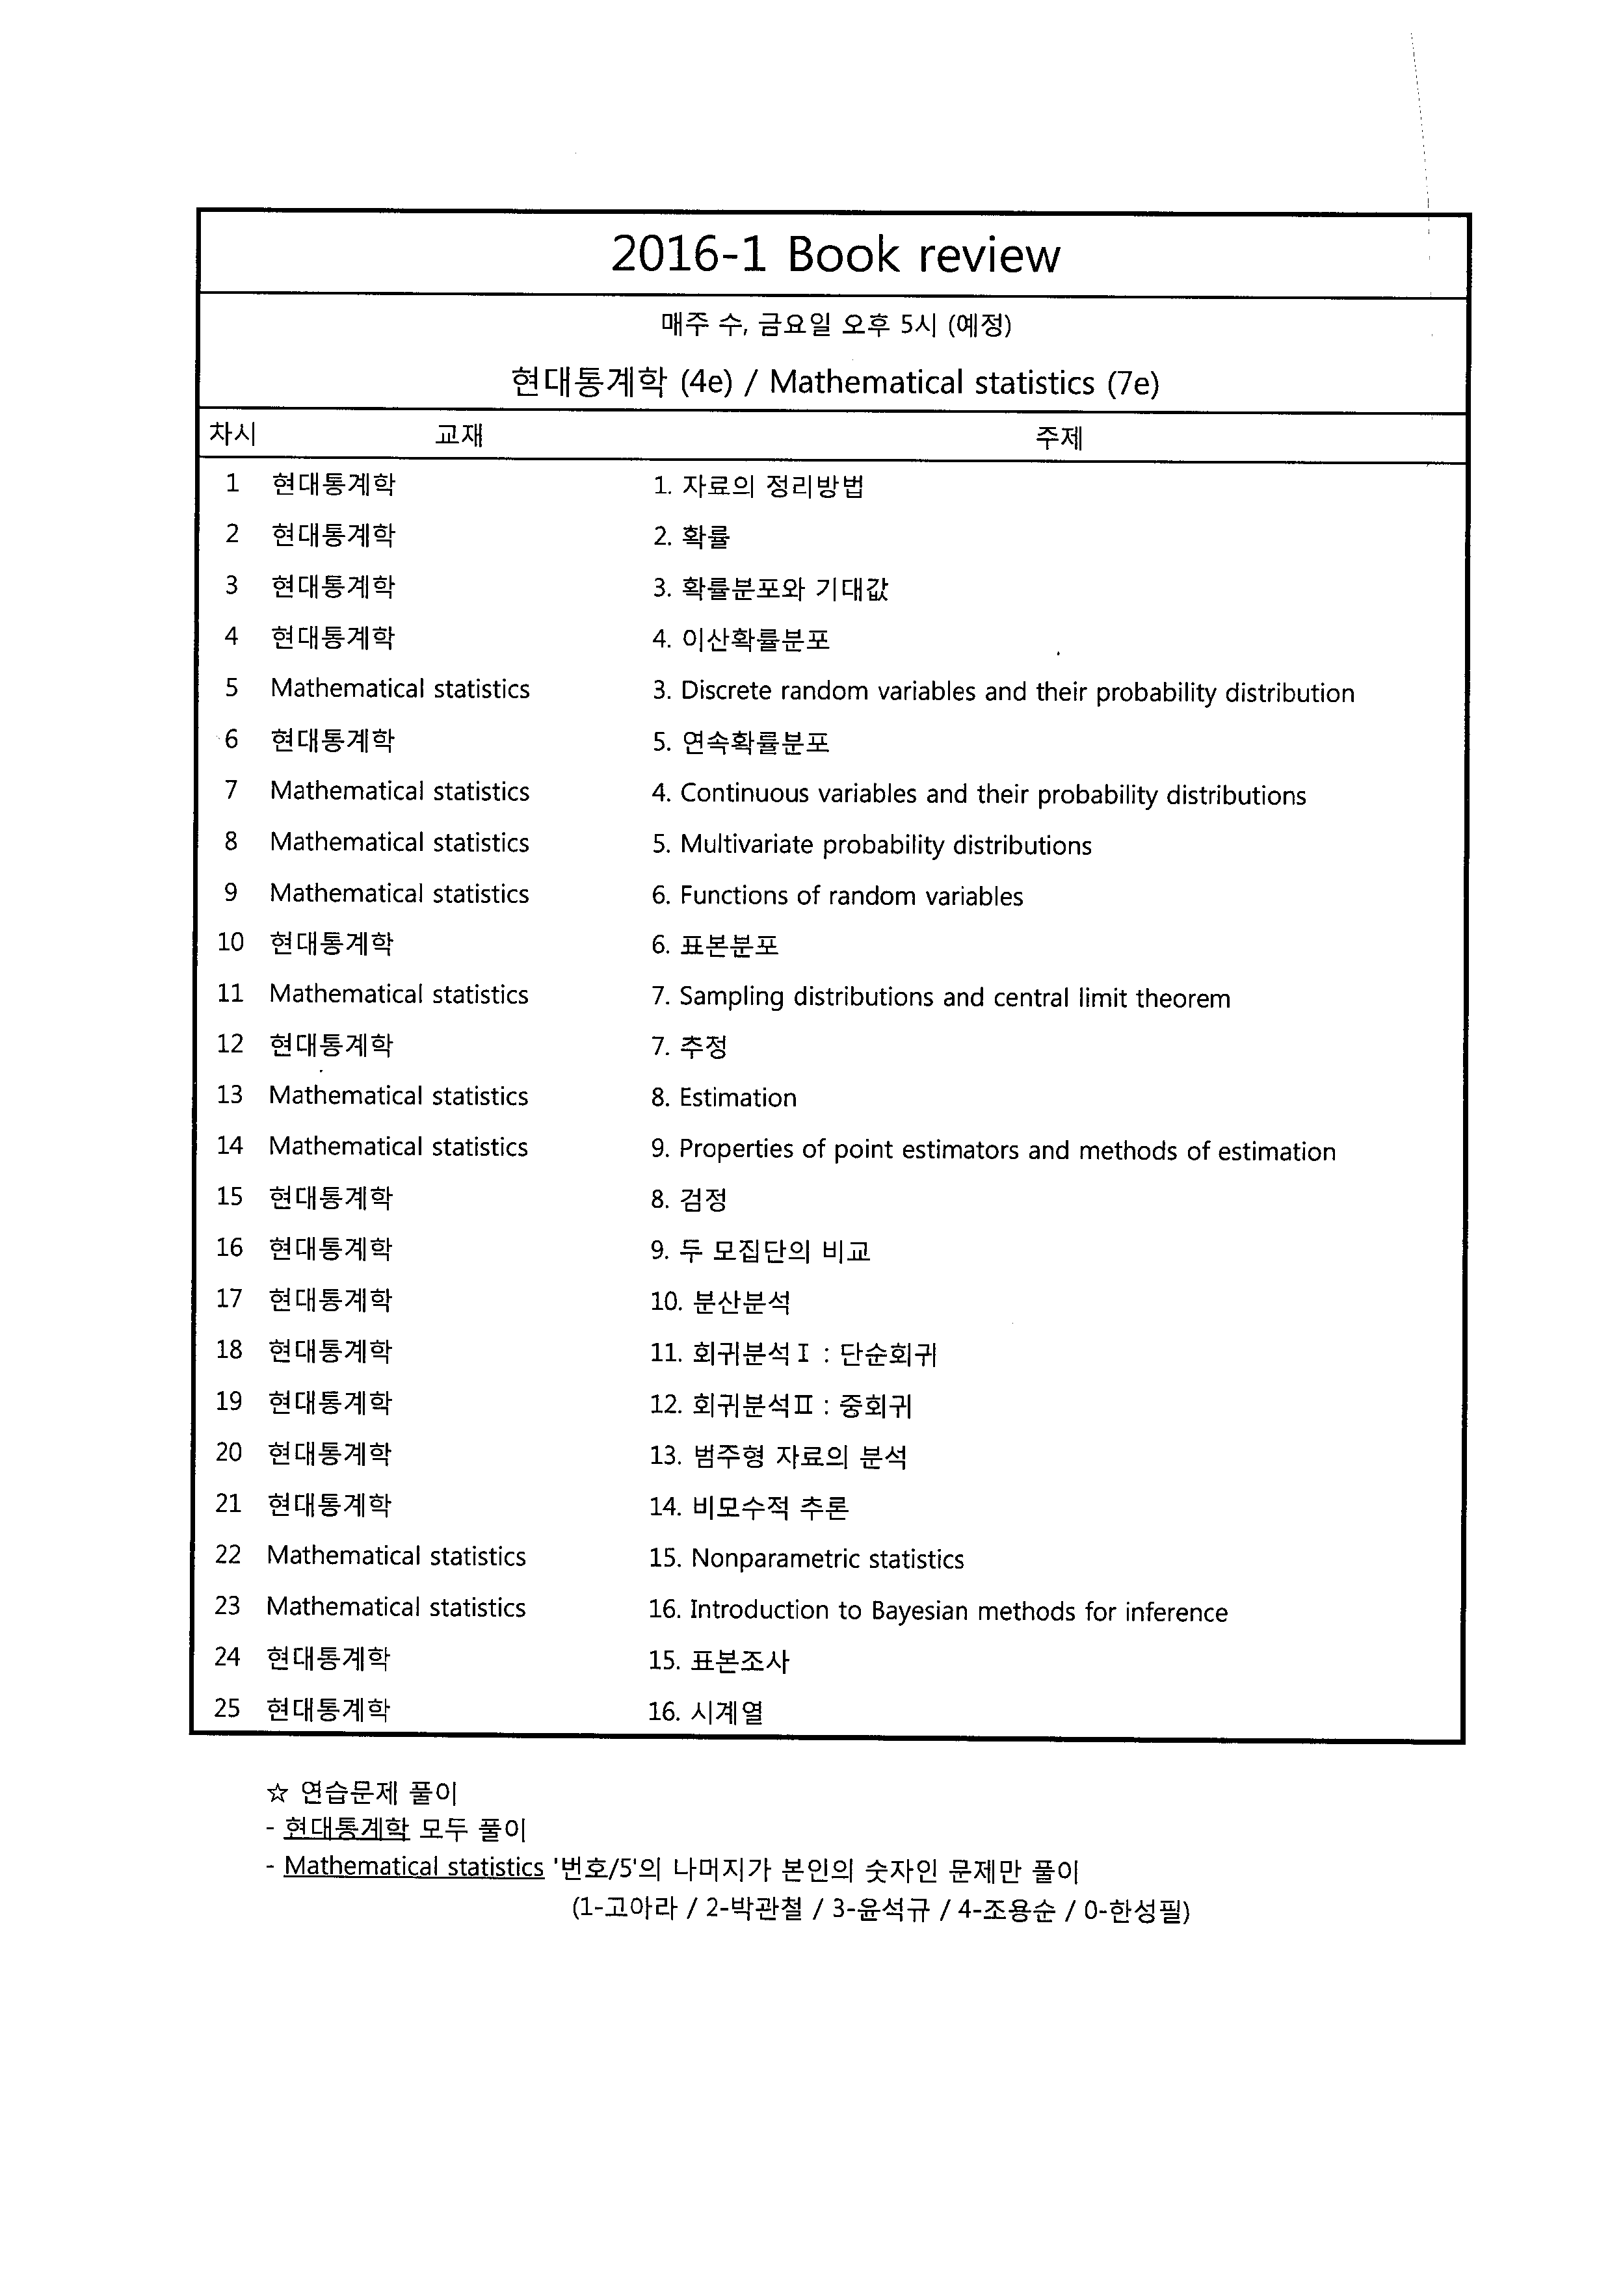 2016-1 Book review
매주 수, 금요일 오후 5시 (예정)
현대통계학 (4e) / Mathematical statistics (7e)
차시 교재 주제
1 현대통계학 1. 자료의 정리방법
2 현대통계학 2. 확률
3 현대통계학 3. 확률분포와 기대값
4 현대통계학 4. 이산확률분포
5 Mathematical statistics 3. Discrete random variables and their probability distribution
6 현대통계학 5. 연속확률분포
7 Mathematical statistics 4. Continuous variables and their probability distributions
8 Mathematical statistics 5. Multivariate probability distributions
9 Mathematical statistics 6. Functions of random variables
10 현대통계학 6. 표본분포
11 Mathematical statistics 7. Sampling distributions and central limit theorem
12 현대통계학 7. 추정
13 Mathematical statistics 8. Estimation
14 Mathematical statistics 9. Properties of point estimators and methods of estimation
15 현대통계학 8. 검정
16 현대통계학 9. 두 모집단의 비교
17 현대통계학 10. 분산분석
18 현대통계학 11. 회귀분석Ⅰ : 단순회귀
19 현대통계학 12. 회귀분석Ⅱ : 중회귀
20 현대통계학 13. 범주형 자료의 분석
21 현대통계학 14. 비모수적 추론
22 Mathematical statistics 15. Nonparametric statistics
23 Mathematical statistics 16. Introduction to Bayesian methods for inference
24 현대통계학 15. 표본조사
25 현대통계학 16. 시계열
☆ 연습문제 풀이
- 현대통계학 모두 풀이
- Mathematical statistics '번호/5'의 나머지가 본인의 숫자인 문제만 풀이
(1-고아라 / 2-박관철 / 3-윤석규 / 4-조용순 / 0-한성필)